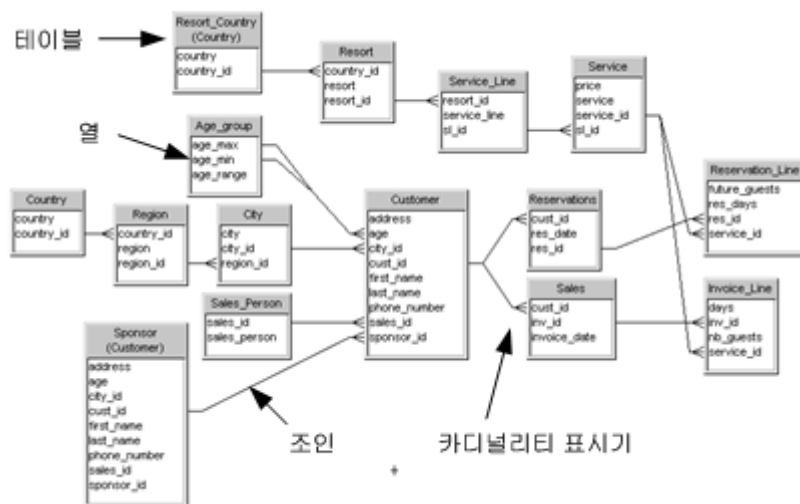 테이블
Resort_Country
(Country)
country
country_id
Resort
country_id
resort
resort_id
Service_Line
resort_id
service_line
sl_id
Service
price
service
service_id
sl_id
열
Age_group
age_max
age_min
age_range
Country
country
country_id
Region
country_id
region
region_id
City
city
city_id
region_id
Customer
address
age
city_id
cust_id
first_name
last_name
phone_number
sales_id
sponsor_id
Reservations
cust_id
res_date
res_id
Reservation_Line
future_guests
res_days
res_id
service_id
Sales_Person
sales_id
sales_person
Sales
cust_id
inv_id
invoice_date
Invoice_Line
days
inv_id
nb_guests
service_id
Sponsor
(Customer)
address
age
city_id
cust_id
first_name
last_name
phone_number
sales_id
sponsor_id
조인
카디널리티 표시기